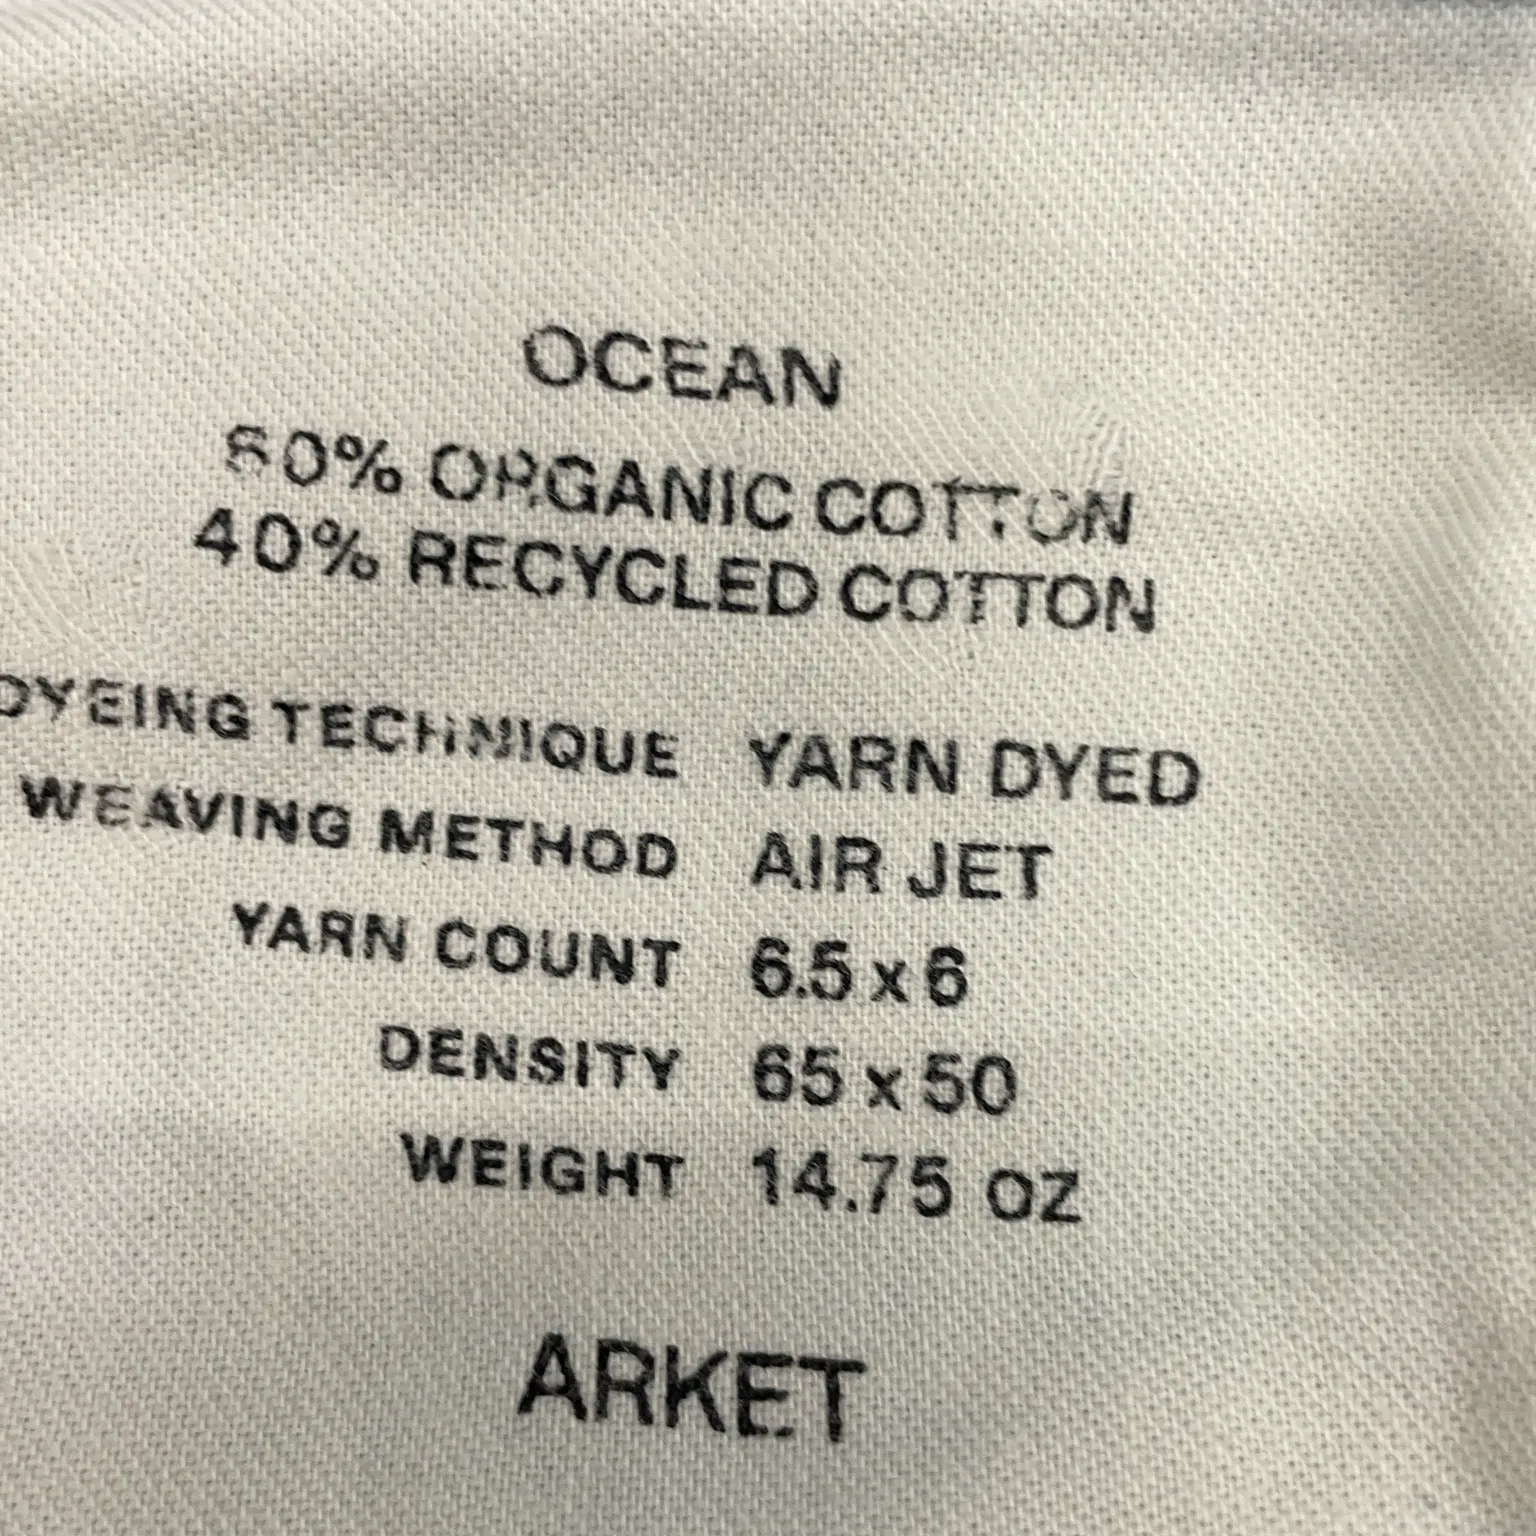 OCEAN
60% ORGANIC COTTON
40% RECYCLED COTTON
DYEING TECHNIQUE YARN DYED
WEAVING METHOD AIR JET
YARN COUNT 6.5 x 6
DENSITY 65 x 50
WEIGHT 14.75 OZ
ARKET